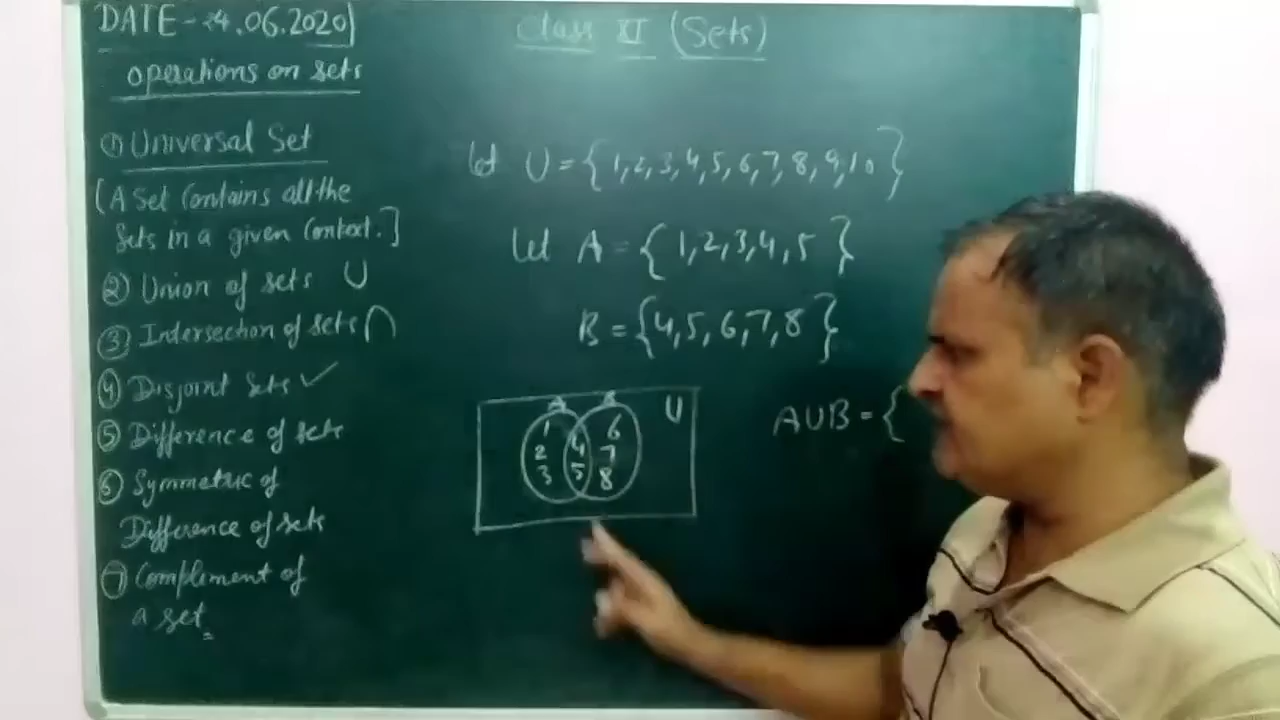 DATE - 24.06.2020
Class XI (Sets)
operations on sets
① Universal Set
[A Set Contains all the
Sets in a given Context.]
② Union of sets ∪
③ Intersection of sets ∩
④ Disjoint Sets ✓
⑤ Difference of sets
⑥ Symmetric of
Difference of sets
⑦ Complement of
a set
let U = {1,2,3,4,5,6,7,8,9,10}
let A = {1,2,3,4,5}
B = {4,5,6,7,8}
A B U
1 6
2 4 7
3 5 8
A∪B = {